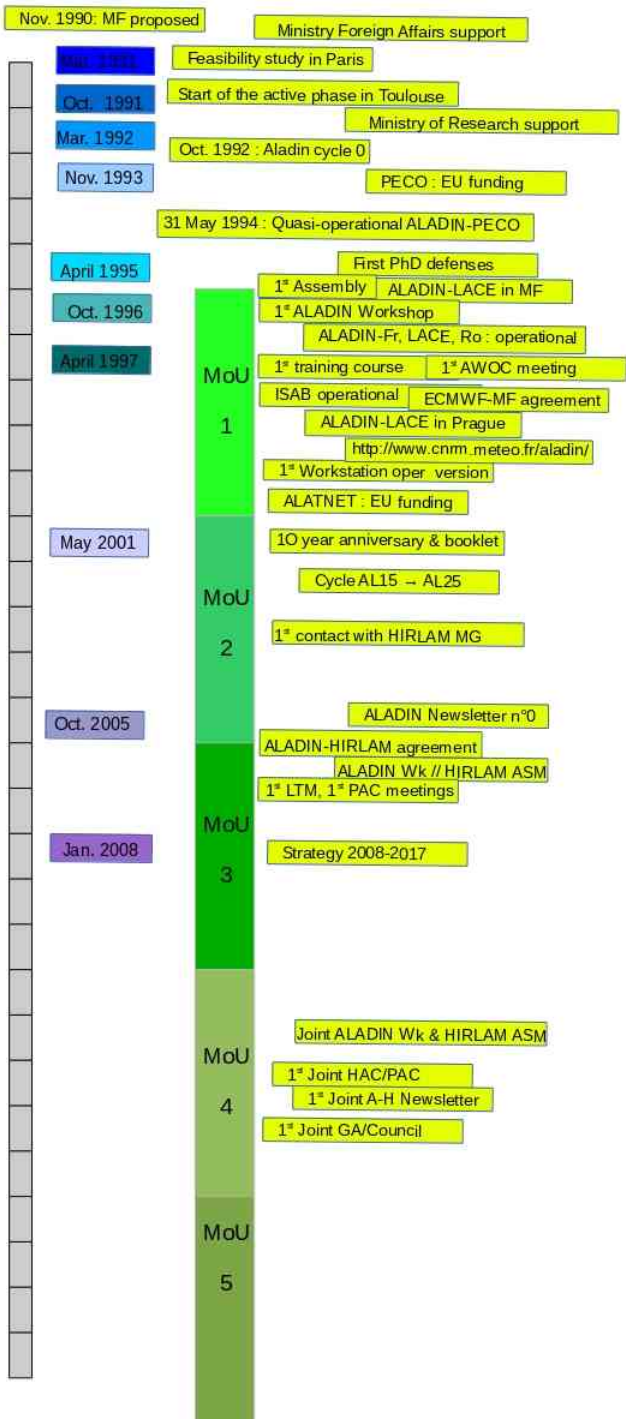 Nov. 1990: MF proposed
Ministry Foreign Affairs support
Mar. 1991
Feasibility study in Paris
Oct. 1991
Start of the active phase in Toulouse
Ministry of Research support
Mar. 1992
Oct. 1992 : Aladin cycle 0
Nov. 1993
PECO : EU funding
31 May 1994 : Quasi-operational ALADIN-PECO
First PhD defenses
April 1995
1st Assembly
ALADIN-LACE in MF
Oct. 1996
1st ALADIN Workshop
ALADIN-Fr, LACE, Ro : operational
April 1997
1st training course
1st AWOC meeting
MoU
1
ISAB operational
ECMWF-MF agreement
ALADIN-LACE in Prague
http://www.cnrm.meteo.fr/aladin/
1st Workstation oper version
ALATNET : EU funding
May 2001
1O year anniversary & booklet
Cycle AL15 → AL25
MoU
2
1st contact with HIRLAM MG
Oct. 2005
ALADIN Newsletter n°0
ALADIN-HIRLAM agreement
ALADIN Wk // HIRLAM ASM
1st LTM, 1st PAC meetings
MoU
3
Jan. 2008
Strategy 2008-2017
Joint ALADIN Wk & HIRLAM ASM
MoU
4
1st Joint HAC/PAC
1st Joint A-H Newsletter
1st Joint GA/Council
MoU
5